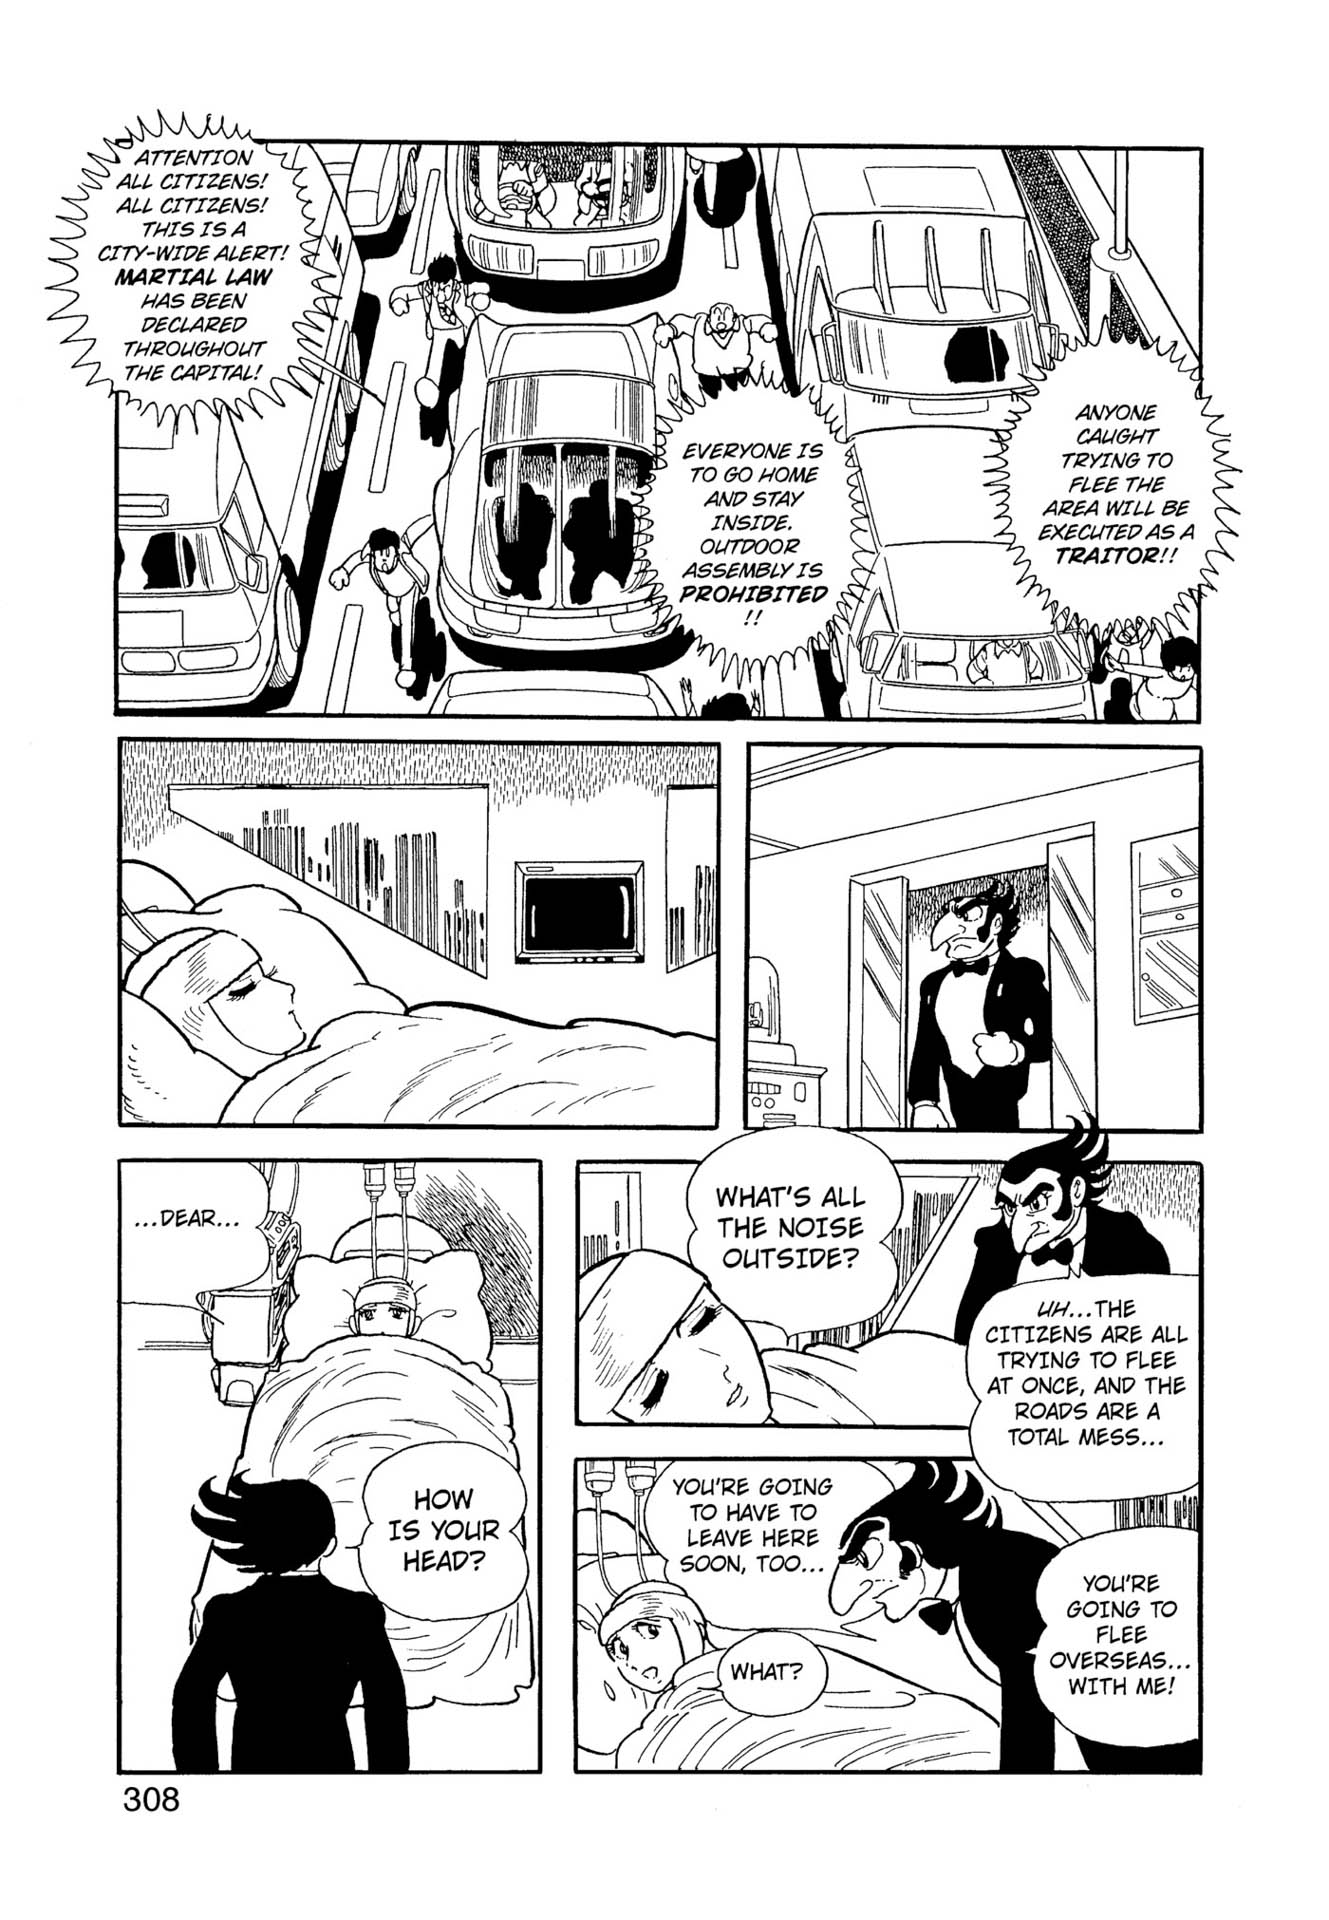 ATTENTION
ALL CITIZENS!
ALL CITIZENS!
THIS IS A
CITY-WIDE ALERT!
MARTIAL LAW
HAS BEEN
DECLARED
THROUGHOUT
THE CAPITAL!
EVERYONE IS
TO GO HOME
AND STAY
INSIDE.
OUTDOOR
ASSEMBLY IS
PROHIBITED
!!
ANYONE
CAUGHT
TRYING TO
FLEE THE
AREA WILL BE
EXECUTED AS A
TRAITOR!!
...DEAR...
HOW
IS YOUR
HEAD?
WHAT'S ALL
THE NOISE
OUTSIDE?
UH...THE
CITIZENS ARE ALL
TRYING TO FLEE
AT ONCE, AND THE
ROADS ARE A
TOTAL MESS...
YOU'RE GOING
TO HAVE TO
LEAVE HERE
SOON, TOO...
WHAT?
YOU'RE
GOING TO
FLEE
OVERSEAS...
WITH ME!
308